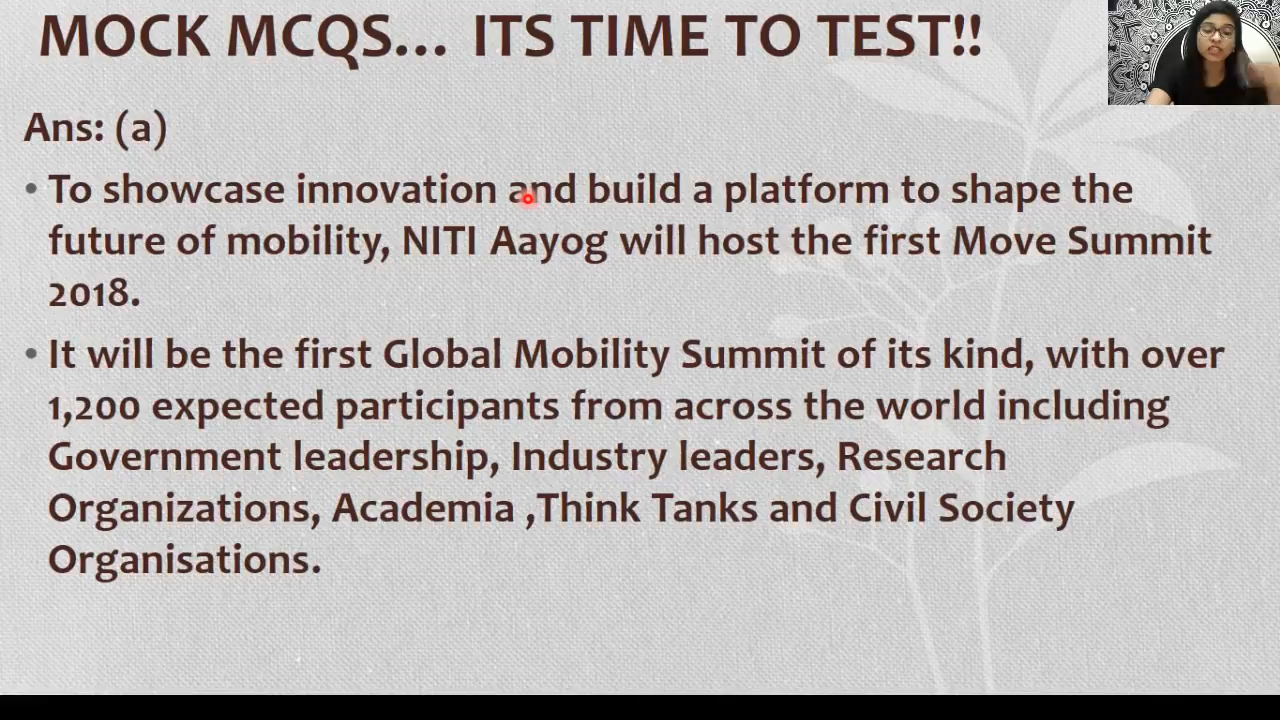 MOCK MCQS... ITS TIME TO TEST!!
Ans: (a)
• To showcase innovation and build a platform to shape the
future of mobility, NITI Aayog will host the first Move Summit
2018.
• It will be the first Global Mobility Summit of its kind, with over
1,200 expected participants from across the world including
Government leadership, Industry leaders, Research
Organizations, Academia ,Think Tanks and Civil Society
Organisations.